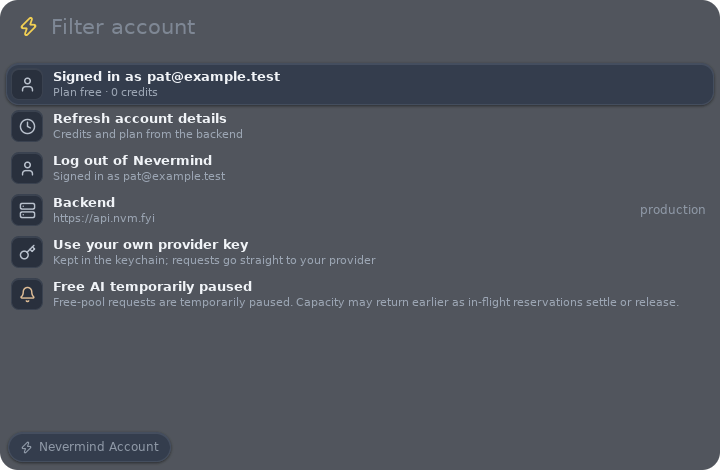 Filter account
Signed in as pat@example.test
Plan free · 0 credits
Refresh account details
Credits and plan from the backend
Log out of Nevermind
Signed in as pat@example.test
Backend
https://api.nvm.fyi
production
Use your own provider key
Kept in the keychain; requests go straight to your provider
Free AI temporarily paused
Free-pool requests are temporarily paused. Capacity may return earlier as in-flight reservations settle or release.
Nevermind Account